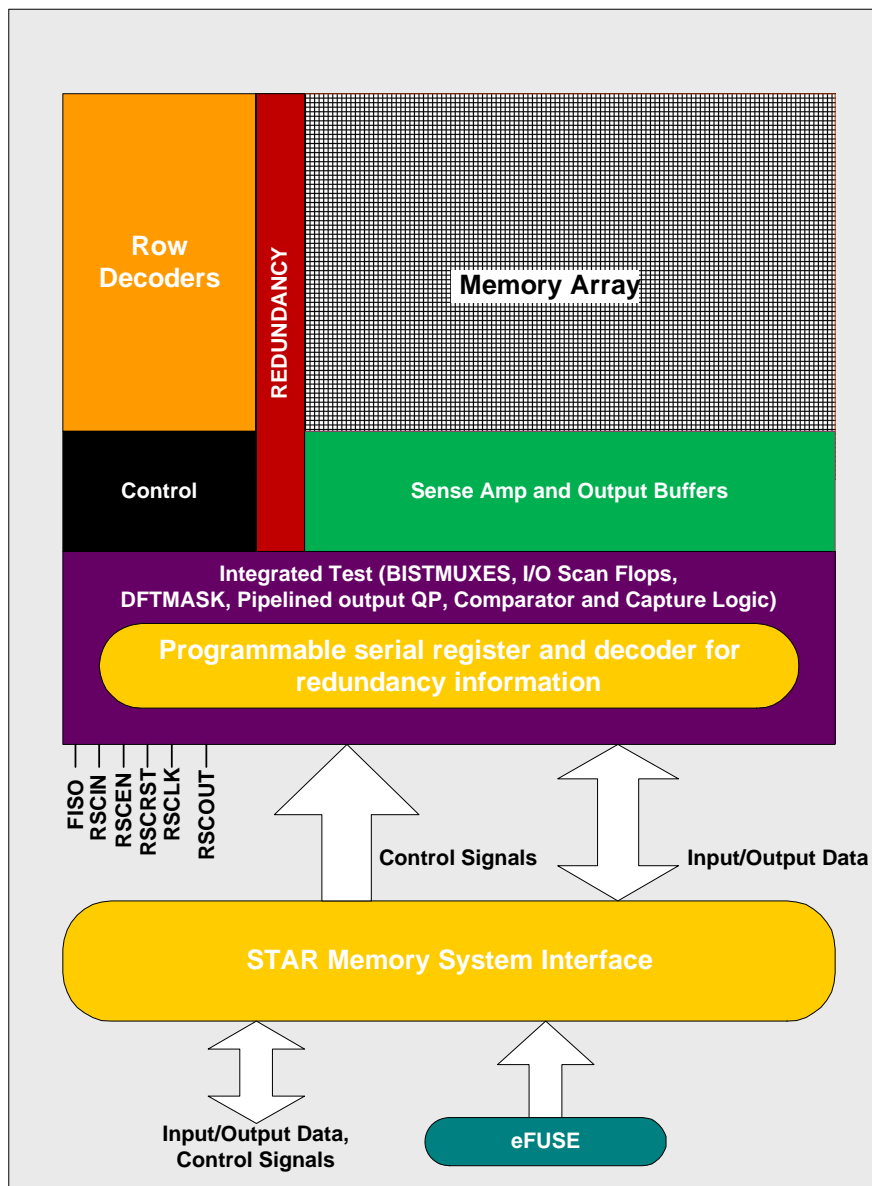 Row
Decoders
REDUNDANCY
Memory Array
Control
Sense Amp and Output Buffers
Integrated Test (BISTMUXES, I/O Scan Flops,
DFTMASK, Pipelined output QP, Comparator and Capture Logic)
Programmable serial register and decoder for
redundancy information
FISO
RSCIN
RSCEN
RSCRST
RSCLK
RSCOUT
Control Signals
Input/Output Data
STAR Memory System Interface
Input/Output Data,
Control Signals
eFUSE